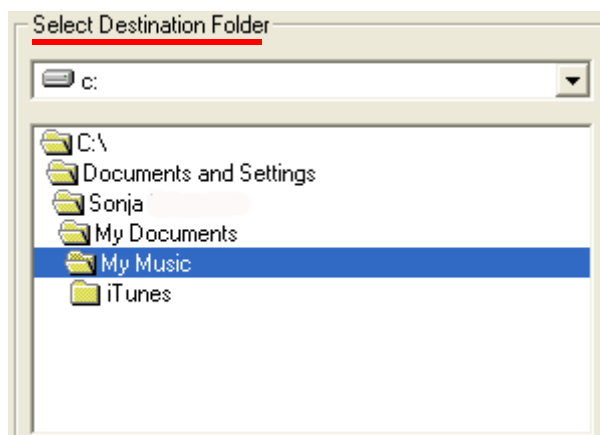 Select Destination Folder
c:
C:\
Documents and Settings
Sonja
My Documents
My Music
iTunes